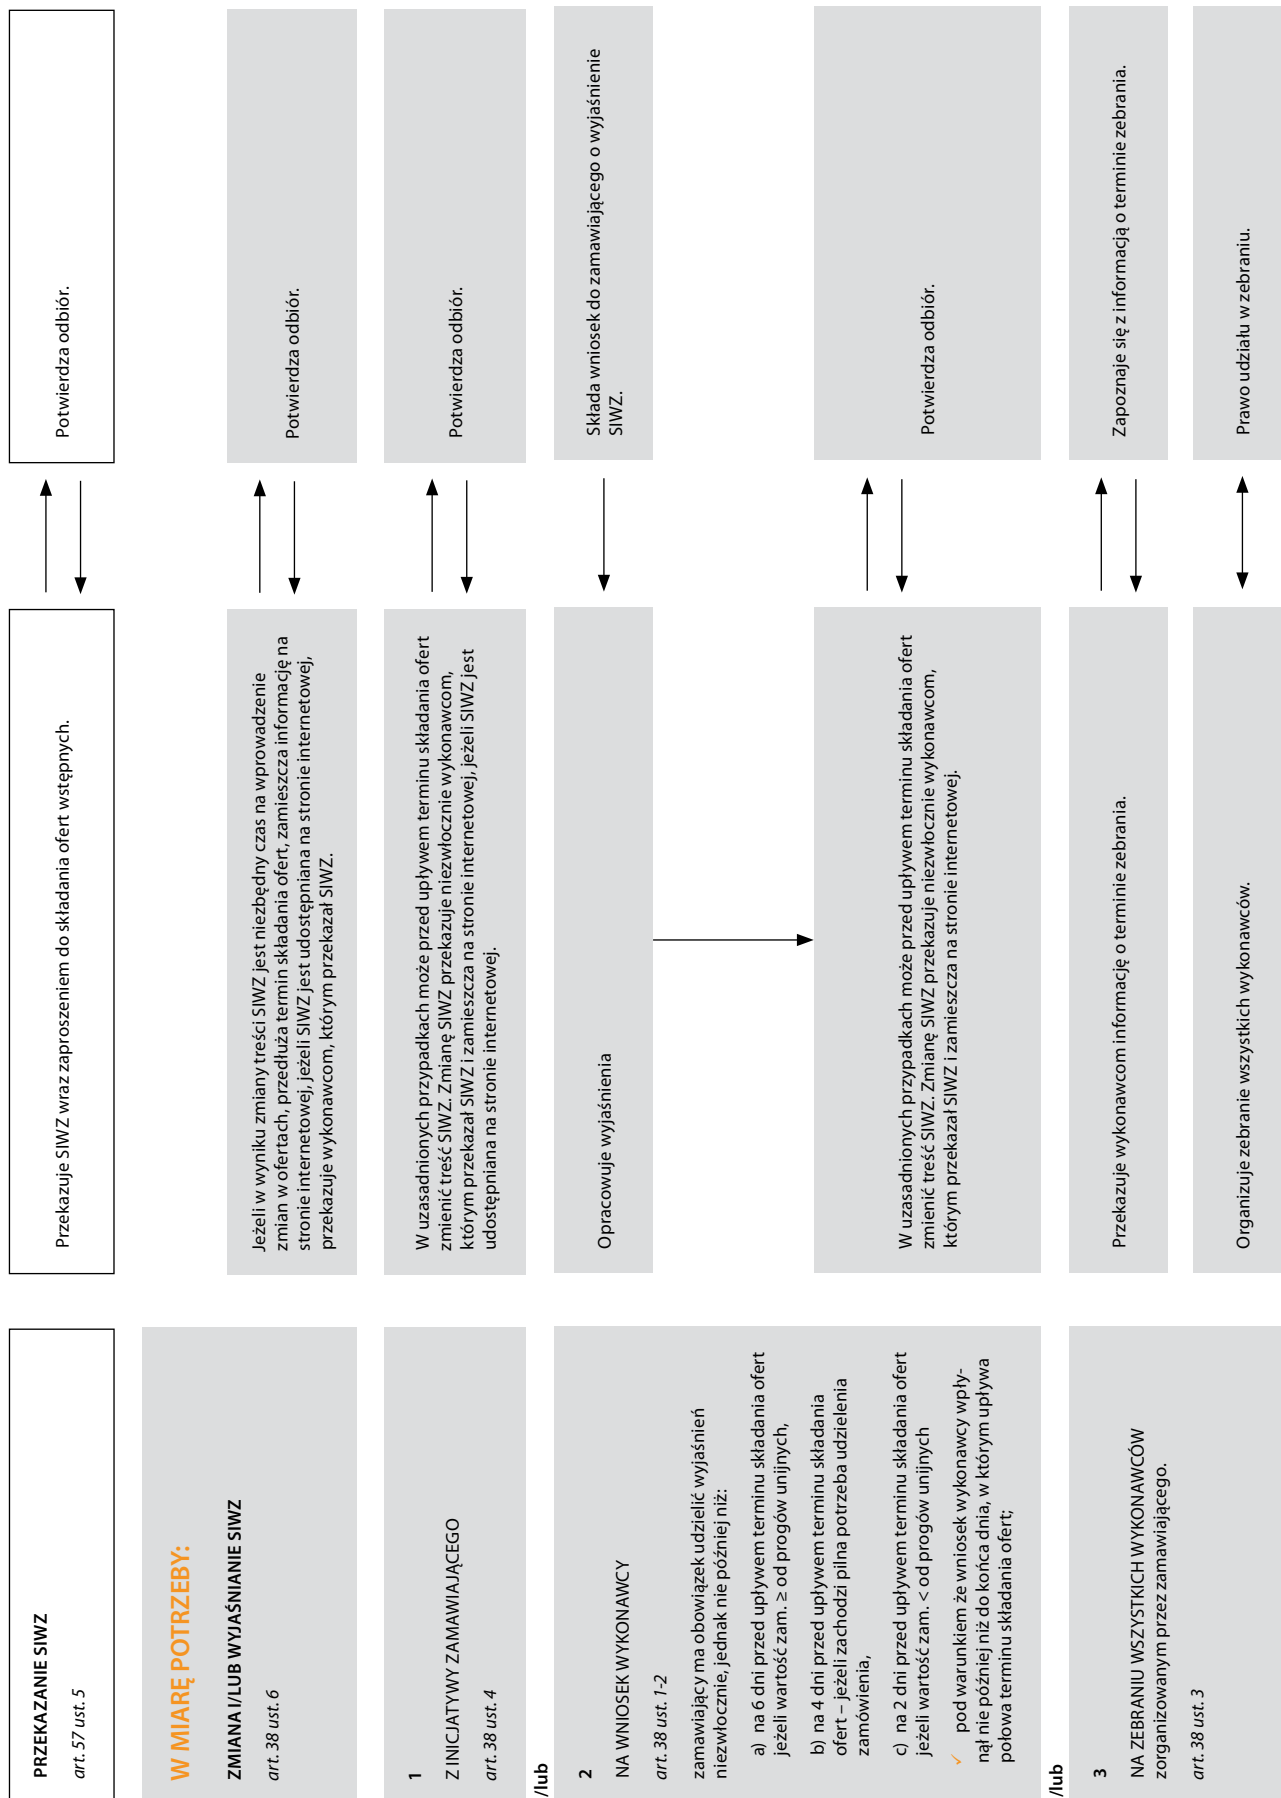 PRZEKAZANIE SIWZ
art. 57 ust. 5
Przekazuje SIWZ wraz zaproszeniem do składania ofert wstępnych.
Potwierdza odbiór.
W MIARĘ POTRZEBY:
ZMIANA I/LUB WYJAŚNIANIE SIWZ
art. 38 ust. 6
Jeżeli w wyniku zmiany treści SIWZ jest niezbędny czas na wprowadzenie
zmian w ofertach, przedłuża termin składania ofert, zamieszcza informację na
stronie internetowej, jeżeli SIWZ jest udostępniana na stronie internetowej,
przekazuje wykonawcom, którym przekazał SIWZ.
Potwierdza odbiór.
1
Z INICJATYWY ZAMAWIAJĄCEGO
art. 38 ust. 4
W uzasadnionych przypadkach może przed upływem terminu składania ofert
zmienić treść SIWZ. Zmianę SIWZ przekazuje niezwłocznie wykonawcom,
którym przekazał SIWZ i zamieszcza na stronie internetowej, jeżeli SIWZ jest
udostępniana na stronie internetowej.
Potwierdza odbiór.
/lub
2
NA WNIOSEK WYKONAWCY
art. 38 ust. 1-2
zamawiający ma obowiązek udzielić wyjaśnień
niezwłocznie, jednak nie później niż:
a) na 6 dni przed upływem terminu składania ofert
jeżeli wartość zam. ≥ od progów unijnych,
b) na 4 dni przed upływem terminu składania
ofert – jeżeli zachodzi pilna potrzeba udzielenia
zamówienia,
c) na 2 dni przed upływem terminu składania ofert
jeżeli wartość zam. < od progów unijnych
✓ pod warunkiem że wniosek wykonawcy wpły-
nął nie później niż do końca dnia, w którym upływa
połowa terminu składania ofert;
Opracowuje wyjaśnienia
Składa wniosek do zamawiającego o wyjaśnienie
SIWZ.
W uzasadnionych przypadkach może przed upływem terminu składania ofert
zmienić treść SIWZ. Zmianę SIWZ przekazuje niezwłocznie wykonawcom,
którym przekazał SIWZ i zamieszcza na stronie internetowej.
Potwierdza odbiór.
/lub
3
NA ZEBRANIU WSZYSTKICH WYKONAWCÓW
zorganizowanym przez zamawiającego.
art. 38 ust. 3
Przekazuje wykonawcom informację o terminie zebrania.
Zapoznaje się z informacją o terminie zebrania.
Organizuje zebranie wszystkich wykonawców.
Prawo udziału w zebraniu.